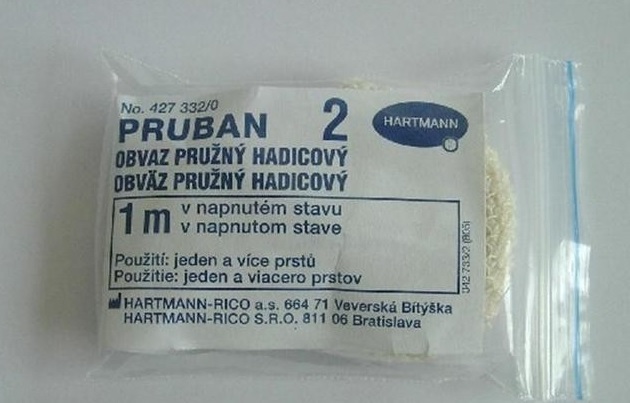 No. 427 332/0
PRUBAN 2
HARTMANN
OBVAZ PRUŽNÝ HADICOVÝ
OBVÄZ PRUŽNÝ HADICOVÝ
1 m v napnutém stavu
v napnutom stave
Použití: jeden a více prstů
Použitie: jeden a viacero prstov
HARTMANN-RICO a.s. 664 71 Veverská Bítýška
HARTMANN-RICO S.R.O. 811 06 Bratislava